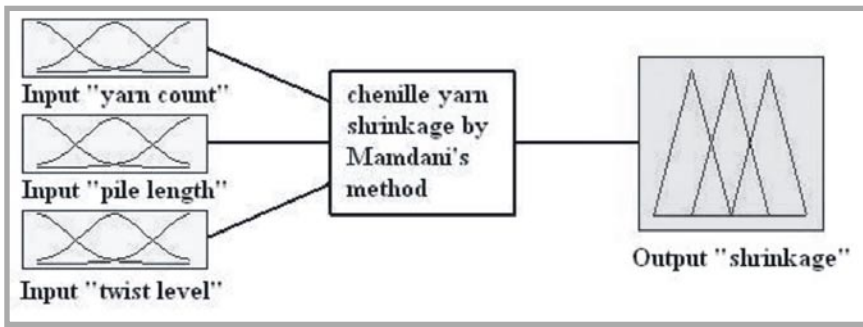 Input "yarn count"
Input "pile length"
Input "twist level"
chenille yarn
shrinkage by
Mamdani's
method
Output "shrinkage"